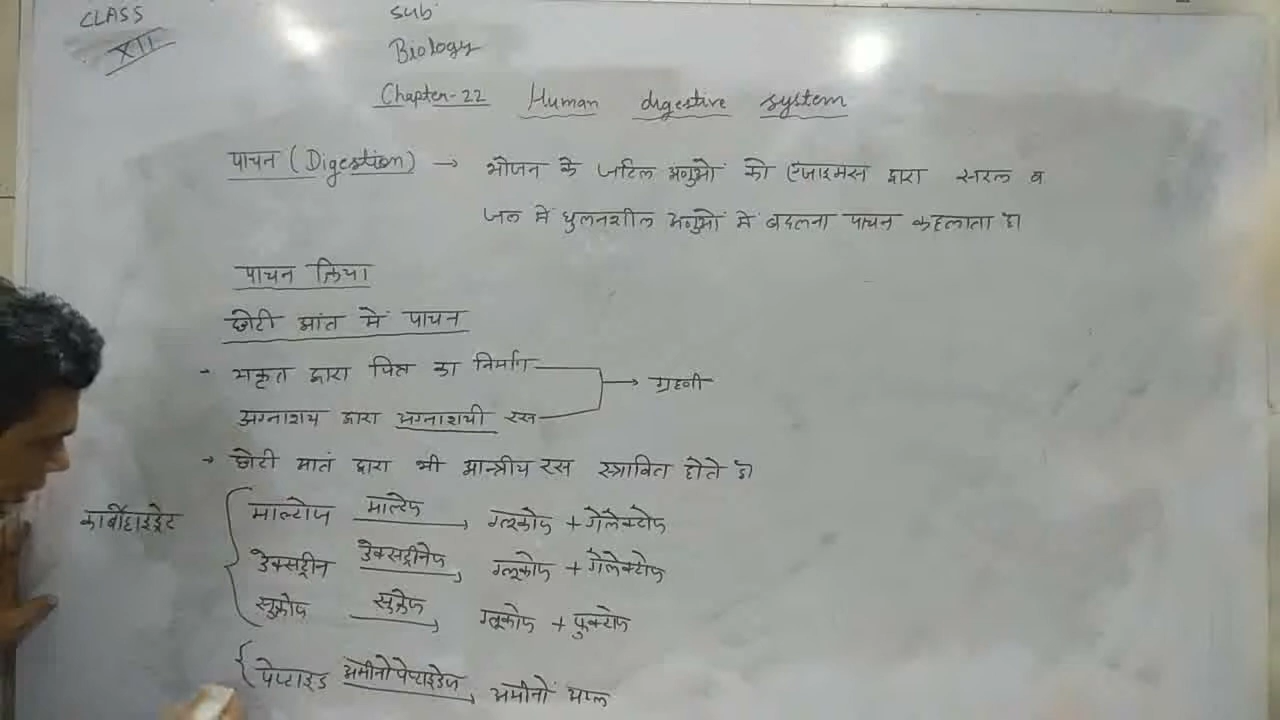 CLASS
XII
Sub
Biology
Chapter-22 Human digestive system
पाचन (Digestion) → भोजन के जटिल अणुओं को एंजाइमस द्वारा सरल व
जल में घुलनशील अणुओं में बदलना पाचन कहलाता है।
पाचन क्रिया
छोटी आंत में पाचन
- यकृत द्वारा पित्त का निर्माण → ग्रहनी
अग्नाशय द्वारा अग्नाशयी रस
→ छोटी आतं द्वारा भी आन्त्रीय रस स्त्रावित होते है।
कार्बोहाइड्रेट
माल्टोज माल्टेज → ग्लूकोज + गेलेक्टोज
डेक्सट्रीन डेक्सट्रीनेज → ग्लूकोज + गेलेक्टोज
सुक्रोज सुक्रेज → ग्लूकोज + फ्रुक्टोज
पेप्टाइड अमीनोपेप्टाइडेज → अमीनों अम्ल